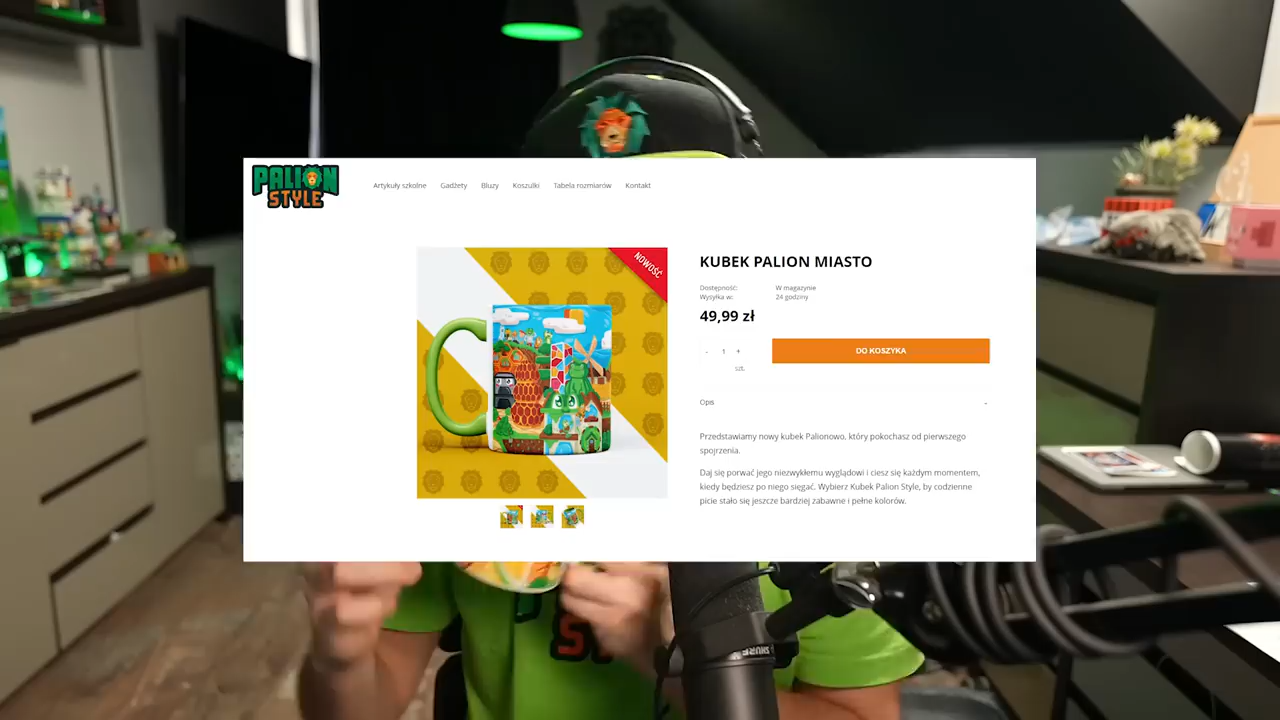 PALION
STYLE
Artykuły szkolne Gadżety Bluzy Koszulki Tabela rozmiarów Kontakt
NOWOŚĆ
KUBEK PALION MIASTO
Dostępność: W magazynie
Wysyłka w: 24 godziny
49,99 zł
- 1 +
szt.
DO KOSZYKA
Opis -
Przedstawiamy nowy kubek Palionowo, który pokochasz od pierwszego
spojrzenia.
Daj się porwać jego niezwykłemu wyglądowi i ciesz się każdym momentem,
kiedy będziesz po niego sięgać. Wybierz Kubek Palion Style, by codzienne
picie stało się jeszcze bardziej zabawne i pełne kolorów.
SHURE